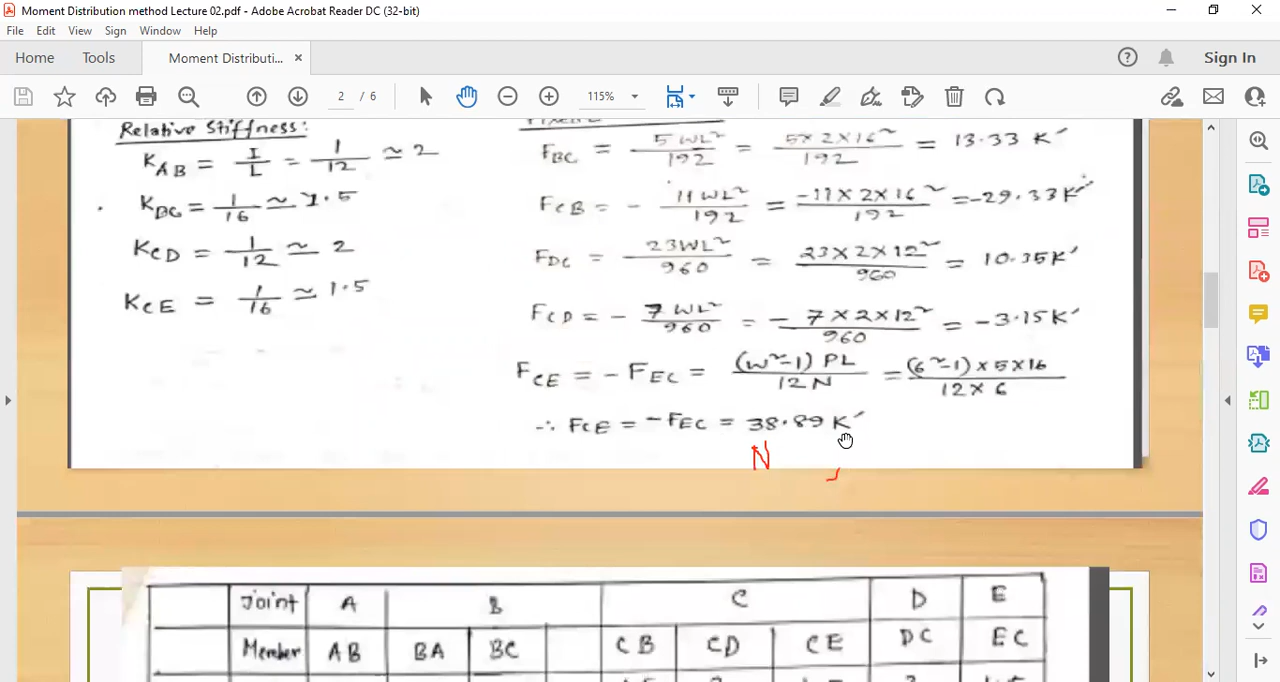 Moment Distribution method Lecture 02.pdf - Adobe Acrobat Reader DC (32-bit)
File Edit View Sign Window Help
Home Tools Moment Distributi... × Sign In
2 / 6 115%
Relative Stiffness:
K_AB = I/L = 1/12 ≃ 2
K_BC = 1/16 ≃ 1.5
K_CD = 1/12 ≃ 2
K_CE = 1/16 ≃ 1.5
F_BC = 5WL²/192 = 5×2×16²/192 = 13.33 K'
F_CB = - 11WL²/192 = -11×2×16²/192 = -29.33 K'
F_DC = 23WL²/960 = 23×2×12²/960 = 10.35 K'
F_CD = - 7WL²/960 = - 7×2×12²/960 = -3.15 K'
F_CE = - F_EC = (W²-1) PL/12N = (6²-1)×5×16/12×6
∴ F_CE = -F_EC = 38.89 K'
N
Joint A B C D E
Member AB BA BC CB CD CE DC EC